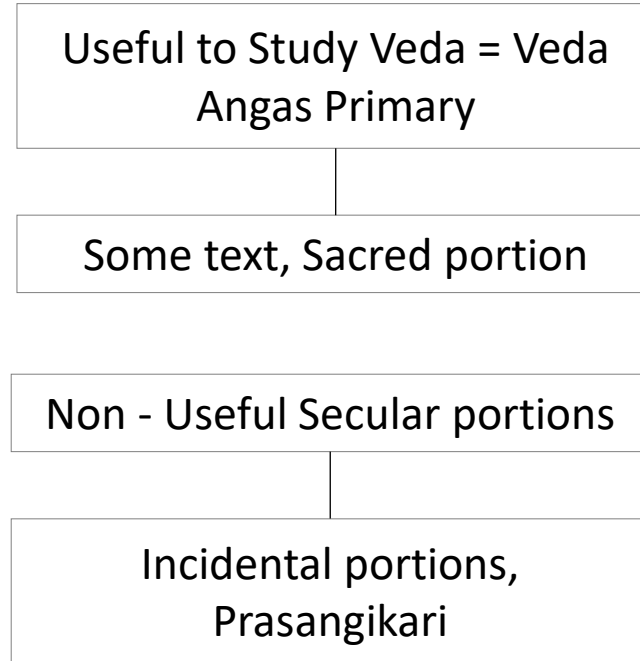 Useful to Study Veda = Veda
Angas Primary
Some text, Sacred portion
Non - Useful Secular portions
Incidental portions,
Prasangikari